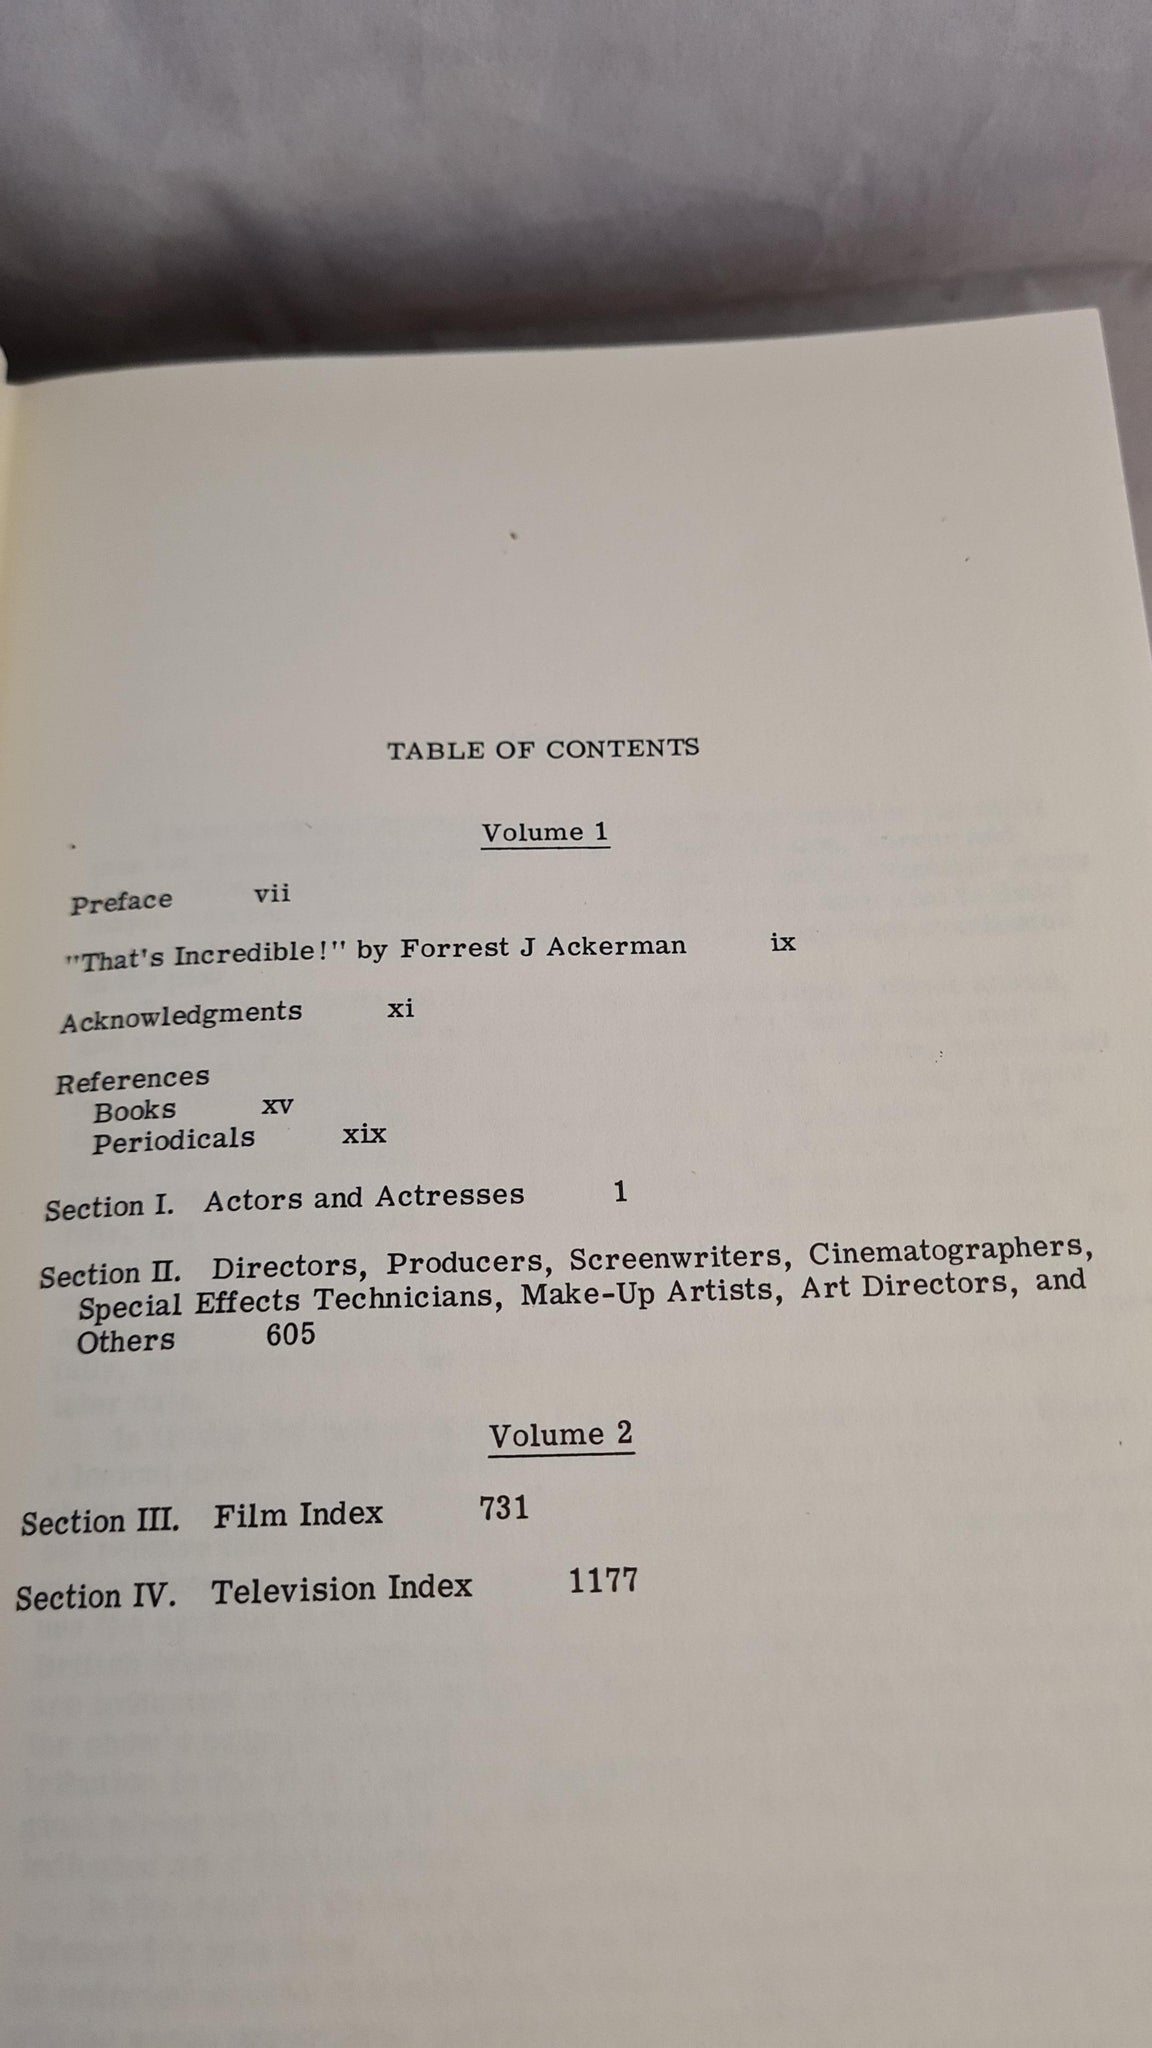 TABLE OF CONTENTS
Volume 1
Preface vii
"That's Incredible!" by Forrest J Ackerman ix
Acknowledgments xi
References
Books xv
Periodicals xix
Section I. Actors and Actresses 1
Section II. Directors, Producers, Screenwriters, Cinematographers,
Special Effects Technicians, Make-Up Artists, Art Directors, and
Others 605
Volume 2
Section III. Film Index 731
Section IV. Television Index 1177